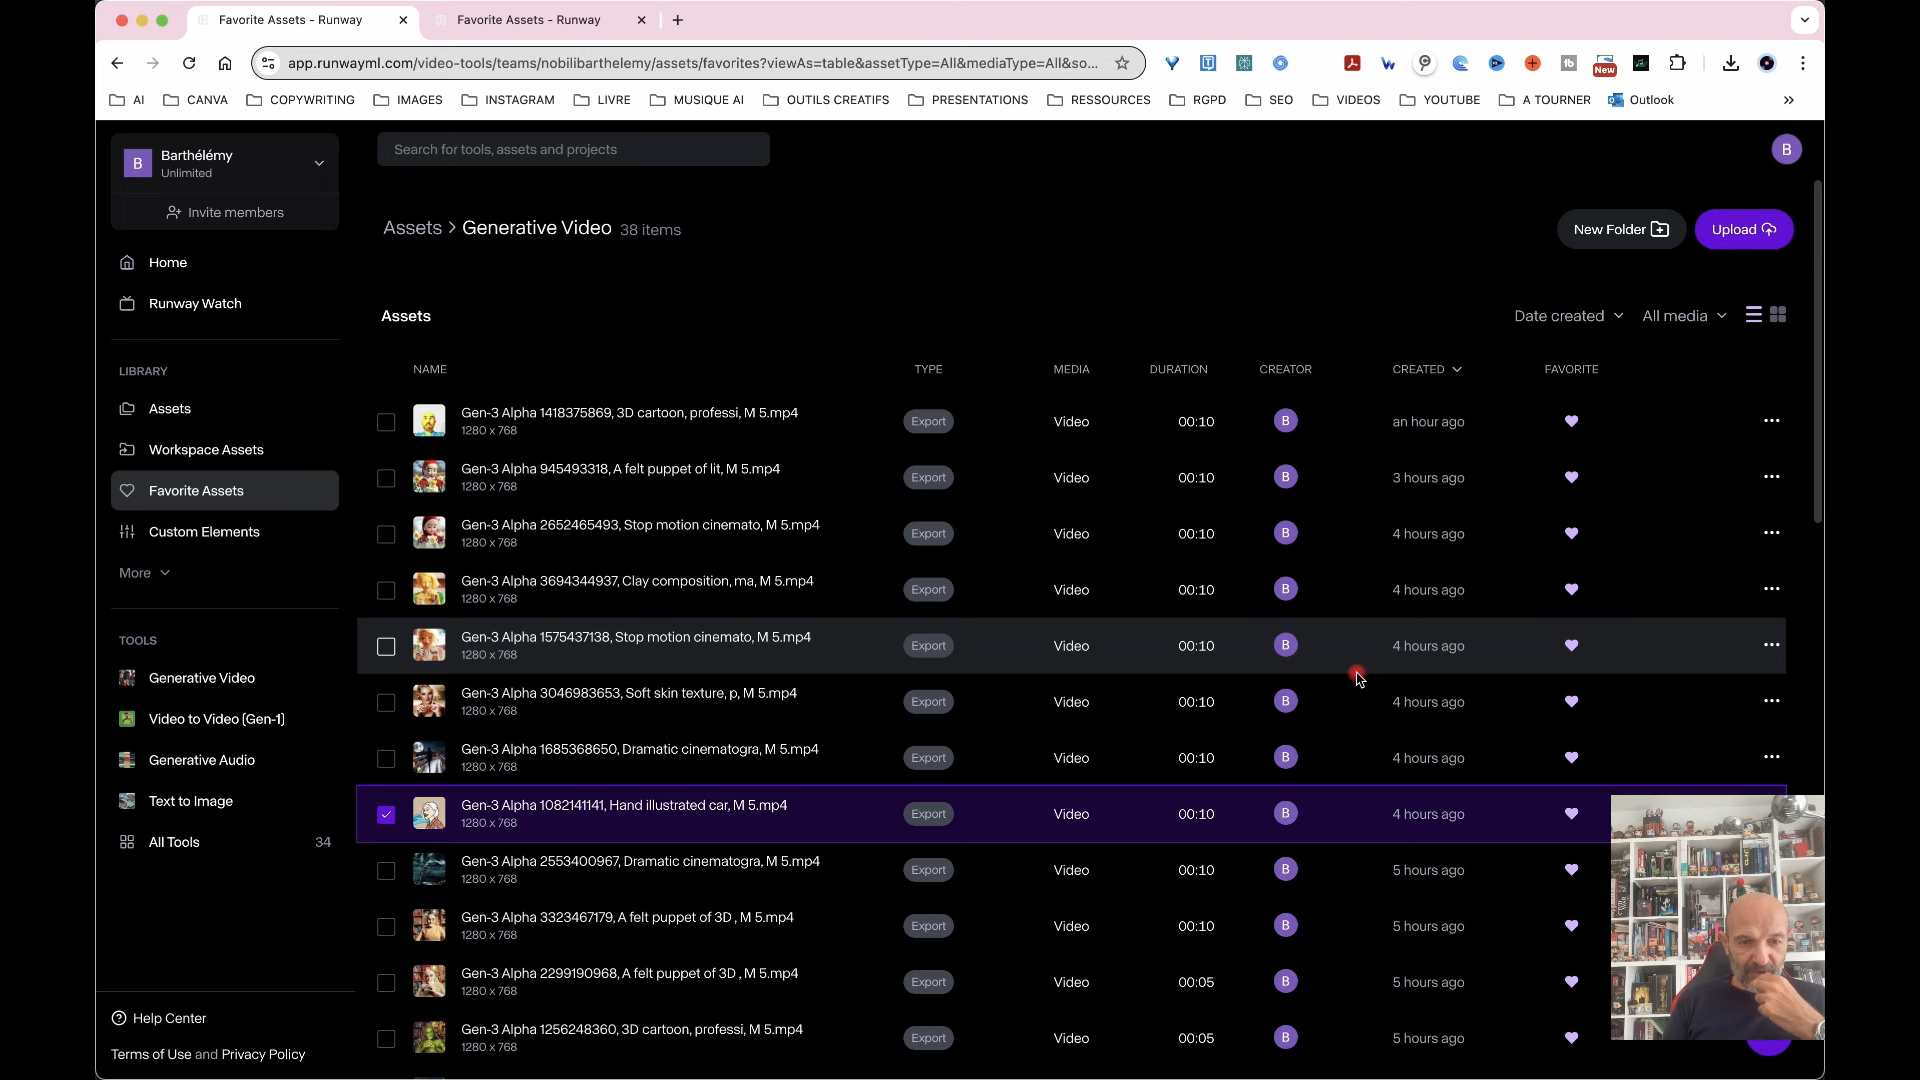 Favorite Assets - Runway
Favorite Assets - Runway
app.runwayml.com/video-tools/teams/nobilibarthelemy/assets/favorites?viewAs=table&assetType=All&mediaType=All&so...
New
AI
CANVA
COPYWRITING
IMAGES
INSTAGRAM
LIVRE
MUSIQUE AI
OUTILS CREATIFS
PRESENTATIONS
RESSOURCES
RGPD
SEO
VIDEOS
YOUTUBE
A TOURNER
Outlook
B
Barthélémy
Unlimited
Invite members
Home
Runway Watch
LIBRARY
Assets
Workspace Assets
Favorite Assets
Custom Elements
More
TOOLS
Generative Video
Video to Video (Gen-1)
Generative Audio
Text to Image
All Tools 34
Help Center
Terms of Use and Privacy Policy
Search for tools, assets and projects
B
Assets > Generative Video 38 items
New Folder
Upload
Assets
Date created
All media
NAME TYPE MEDIA DURATION CREATOR CREATED FAVORITE
Gen-3 Alpha 1418375869, 3D cartoon, professi, M 5.mp4
1280 x 768
Export Video 00:10 B an hour ago
Gen-3 Alpha 945493318, A felt puppet of lit, M 5.mp4
1280 x 768
Export Video 00:10 B 3 hours ago
Gen-3 Alpha 2652465493, Stop motion cinemato, M 5.mp4
1280 x 768
Export Video 00:10 B 4 hours ago
Gen-3 Alpha 3694344937, Clay composition, ma, M 5.mp4
1280 x 768
Export Video 00:10 B 4 hours ago
Gen-3 Alpha 1575437138, Stop motion cinemato, M 5.mp4
1280 x 768
Export Video 00:10 B 4 hours ago
Gen-3 Alpha 3046983653, Soft skin texture, p, M 5.mp4
1280 x 768
Export Video 00:10 B 4 hours ago
Gen-3 Alpha 1685368650, Dramatic cinematogra, M 5.mp4
1280 x 768
Export Video 00:10 B 4 hours ago
Gen-3 Alpha 1082141141, Hand illustrated car, M 5.mp4
1280 x 768
Export Video 00:10 B 4 hours ago
Gen-3 Alpha 2553400967, Dramatic cinematogra, M 5.mp4
1280 x 768
Export Video 00:10 B 5 hours ago
Gen-3 Alpha 3323467179, A felt puppet of 3D , M 5.mp4
1280 x 768
Export Video 00:10 B 5 hours ago
Gen-3 Alpha 2299190968, A felt puppet of 3D , M 5.mp4
1280 x 768
Export Video 00:05 B 5 hours ago
Gen-3 Alpha 1256248360, 3D cartoon, professi, M 5.mp4
1280 x 768
Export Video 00:05 B 5 hours ago